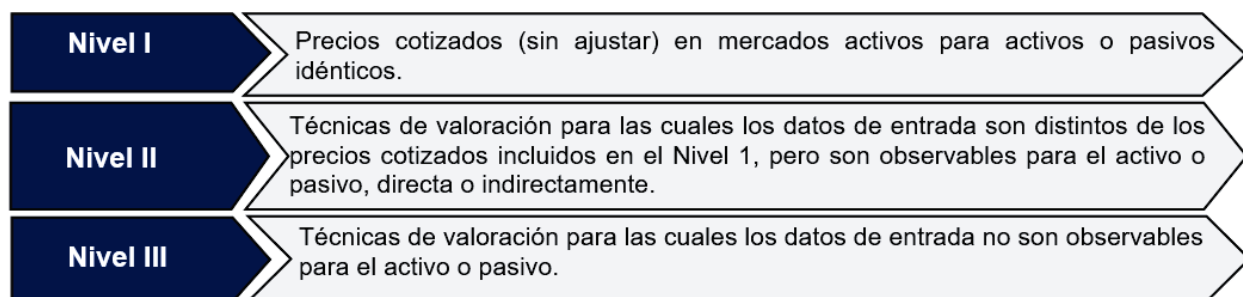 Nivel I
Precios cotizados (sin ajustar) en mercados activos para activos o pasivos
idénticos.
Nivel II
Técnicas de valoración para las cuales los datos de entrada son distintos de los
precios cotizados incluidos en el Nivel 1, pero son observables para el activo o
pasivo, directa o indirectamente.
Nivel III
Técnicas de valoración para las cuales los datos de entrada no son observables
para el activo o pasivo.